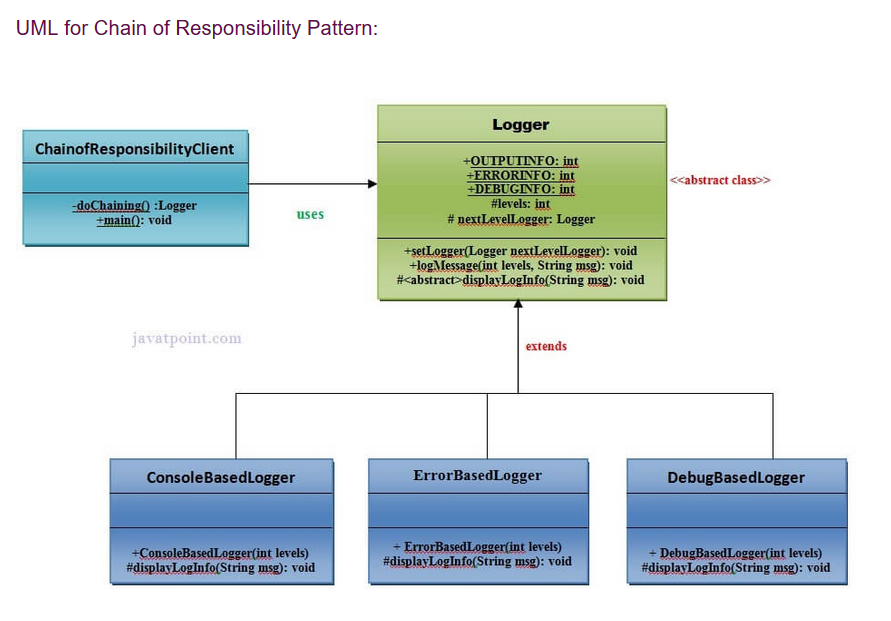 UML for Chain of Responsibility Pattern:
Logger
+OUTPUTINFO: int
+ERRORINFO: int
+DEBUGINFO: int
#levels: int
# nextLevelLogger: Logger
+setLogger(Logger nextLevelLogger): void
+logMessage(int levels, String msg): void
#<abstract>displayLogInfo(String msg): void
<<abstract class>>
ChainofResponsibilityClient
-doChaining() :Logger
+main(): void
uses
javatpoint.com
extends
ConsoleBasedLogger
+ConsoleBasedLogger(int levels)
#displayLogInfo(String msg): void
ErrorBasedLogger
+ ErrorBasedLogger(int levels)
#displayLogInfo(String msg): void
DebugBasedLogger
+ DebugBasedLogger(int levels)
#displayLogInfo(String msg): void